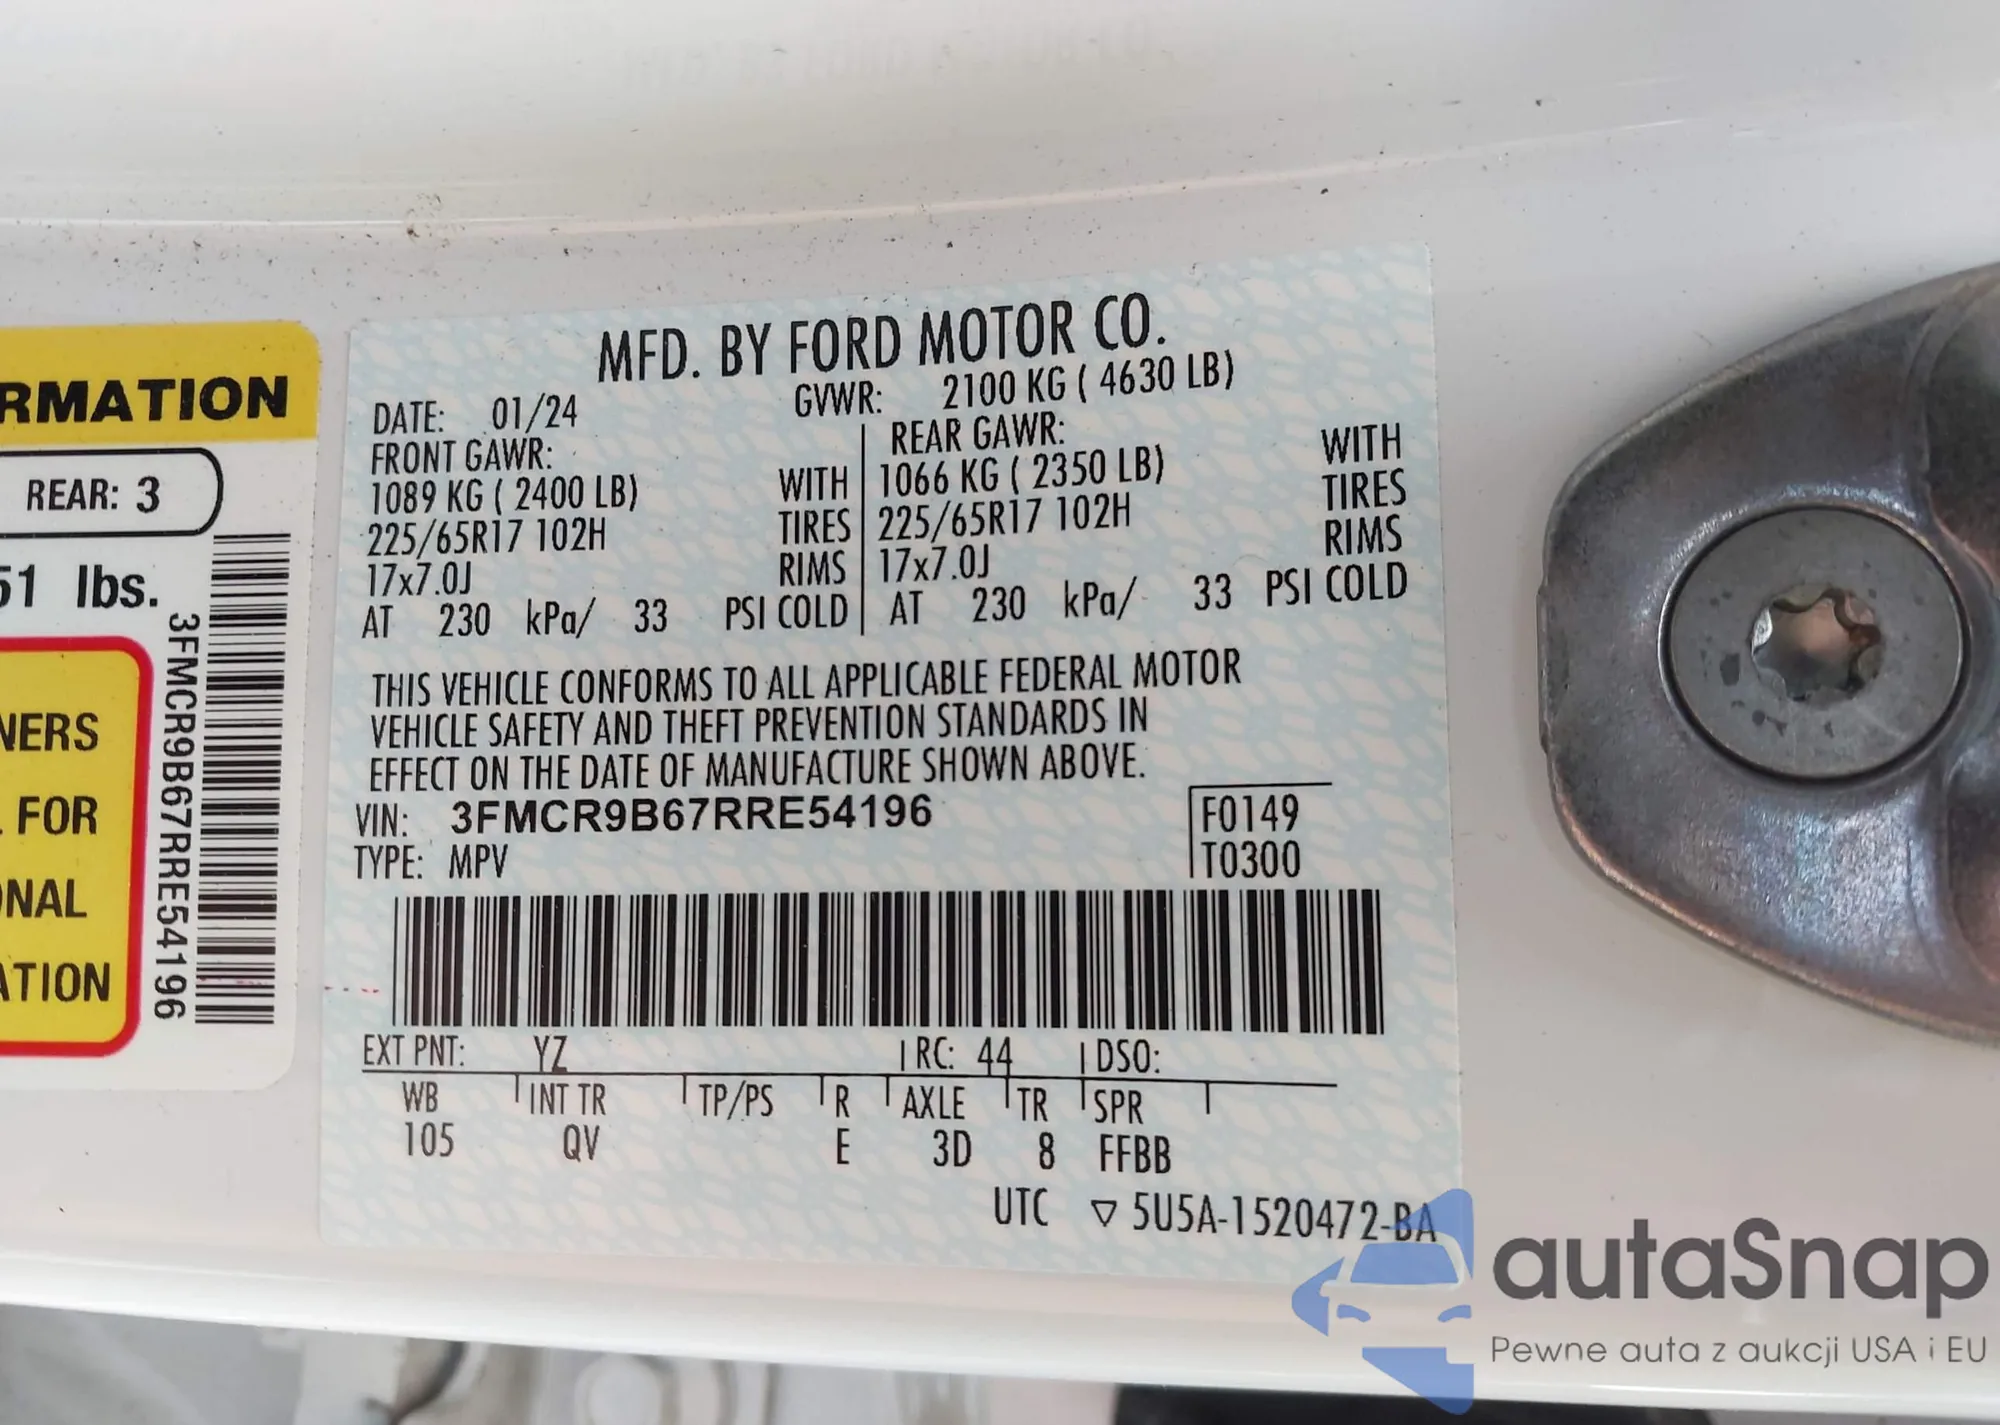 RMATION
REAR: 3
51 lbs.
NERS
FOR
ONAL
ATION
3FMCR9B67RRE54196
MFD. BY FORD MOTOR CO.
DATE: 01/24 GVWR: 2100 KG ( 4630 LB)
FRONT GAWR: REAR GAWR:
1089 KG ( 2400 LB) WITH 1066 KG ( 2350 LB) WITH
225/65R17 102H TIRES 225/65R17 102H TIRES
17x7.0J RIMS 17x7.0J RIMS
AT 230 kPa/ 33 PSI COLD AT 230 kPa/ 33 PSI COLD
THIS VEHICLE CONFORMS TO ALL APPLICABLE FEDERAL MOTOR
VEHICLE SAFETY AND THEFT PREVENTION STANDARDS IN
EFFECT ON THE DATE OF MANUFACTURE SHOWN ABOVE.
VIN: 3FMCR9B67RRE54196 F0149
TYPE: MPV T0300
EXT PNT: YZ RC: 44 DSO:
WB INT TR TP/PS R AXLE TR SPR
105 QV E 3D 8 FFBB
UTC ▽ 5U5A-1520472-BA
autaSnap
Pewne auta z aukcji USA i EU